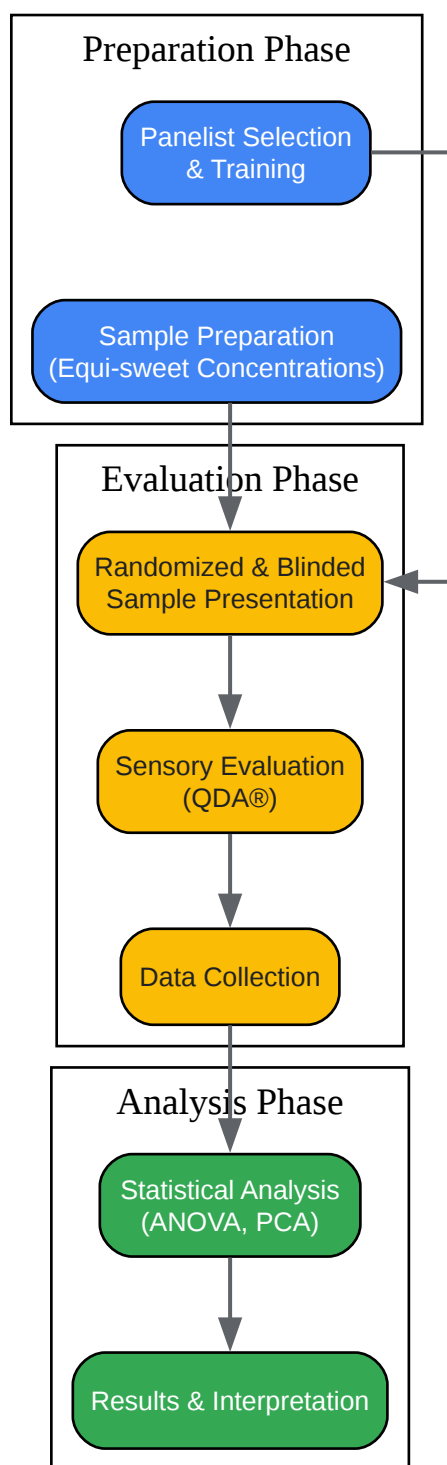 Preparation Phase
Panelist Selection
& Training
Sample Preparation
(Equi-sweet Concentrations)
Evaluation Phase
Randomized & Blinded
Sample Presentation
Sensory Evaluation
(QDA®)
Data Collection
Analysis Phase
Statistical Analysis
(ANOVA, PCA)
Results & Interpretation